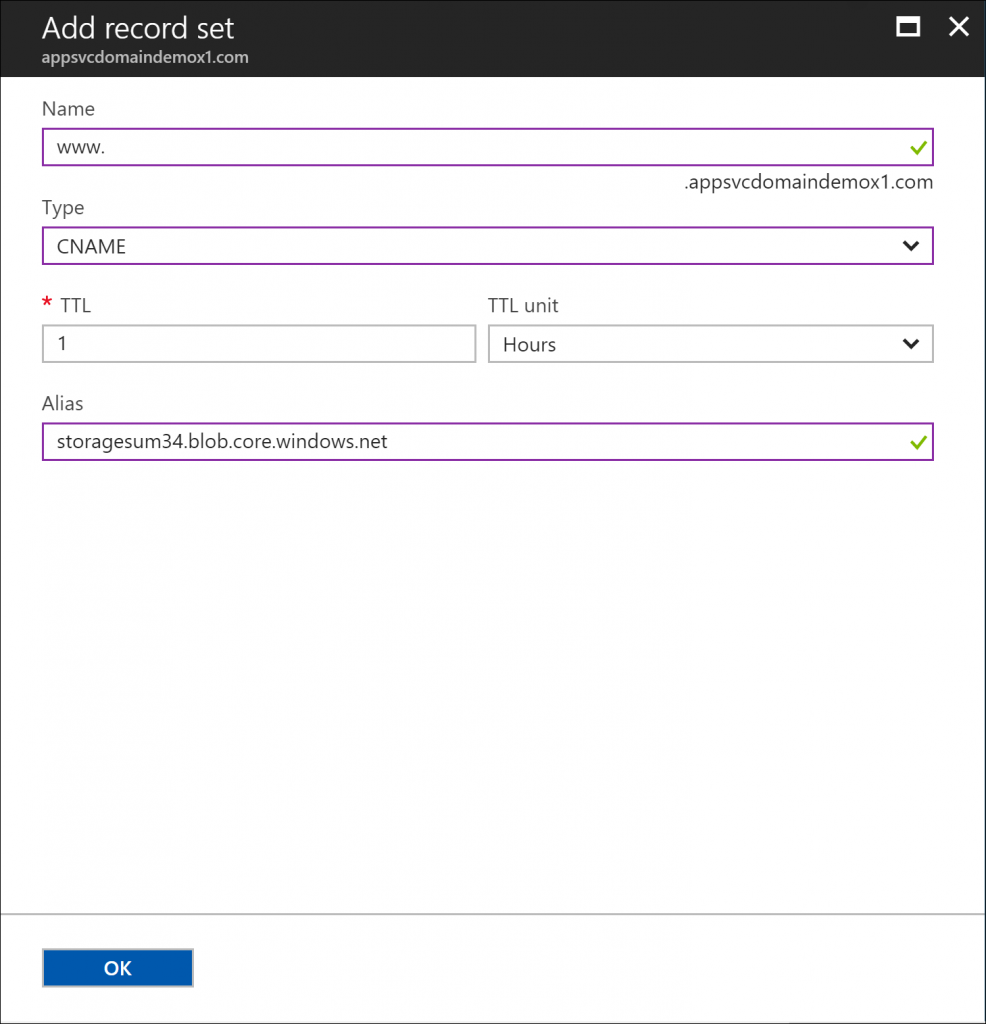 Add record set
appsvcdomaindemox1.com
Name
www.
.appsvcdomaindemox1.com
Type
CNAME
* TTL
TTL unit
1
Hours
Alias
storagesum34.blob.core.windows.net
OK